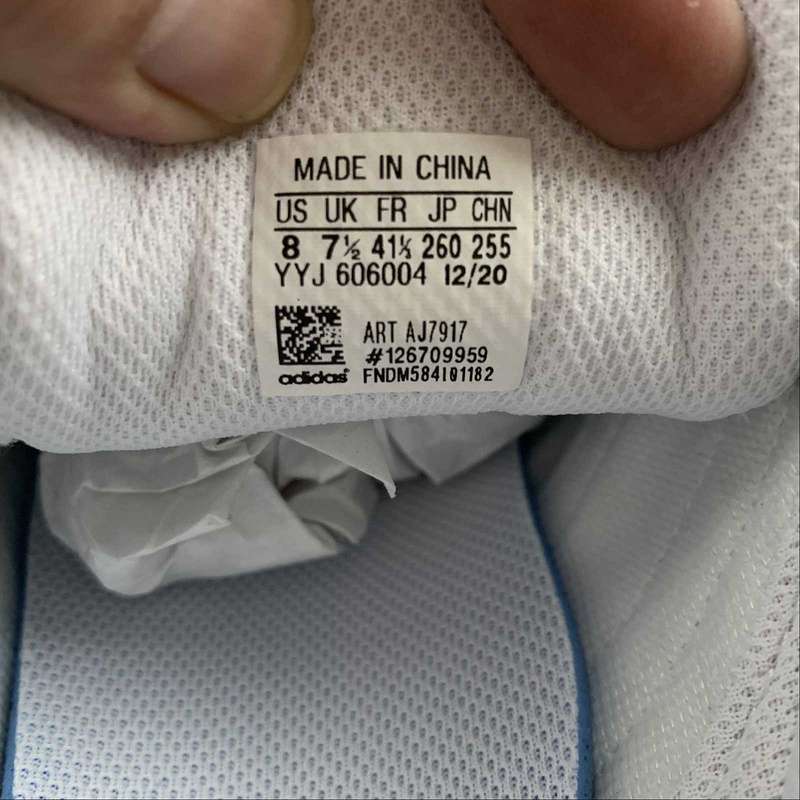 MADE IN CHINA
US UK FR JP CHN
8 7½ 41⅓ 260 255
YYJ 606004 12/20
ART AJ7917
#126709959
adidas FNDM584101182